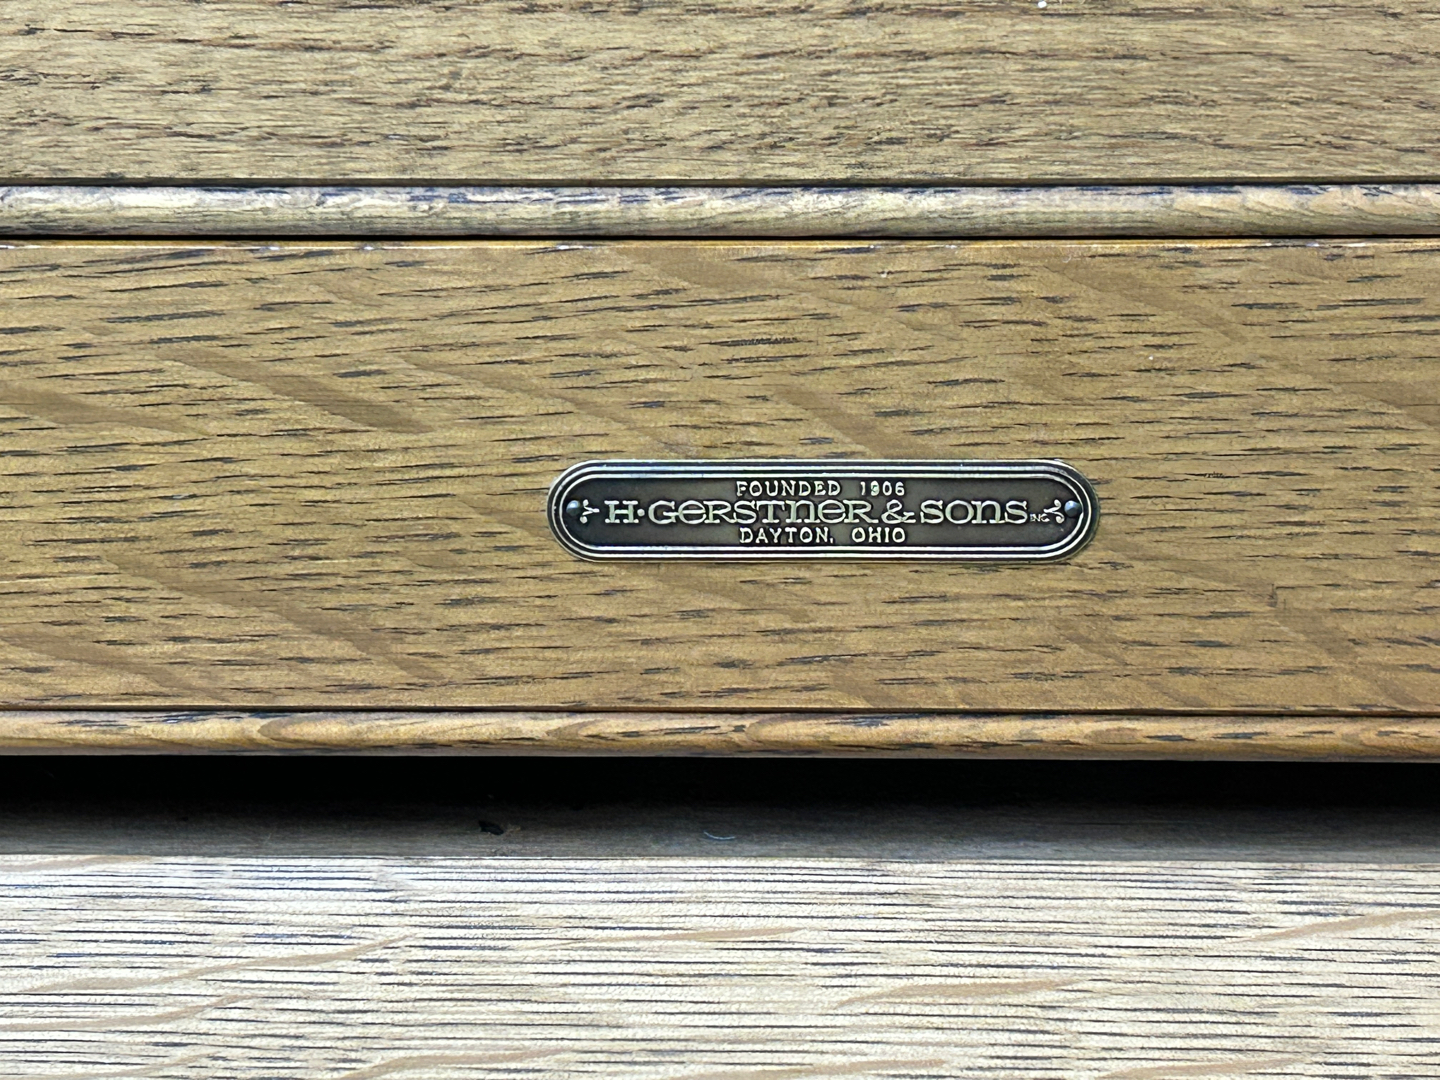 FOUNDED 1906
H·GERSTNER & SONS INC.
DAYTON, OHIO